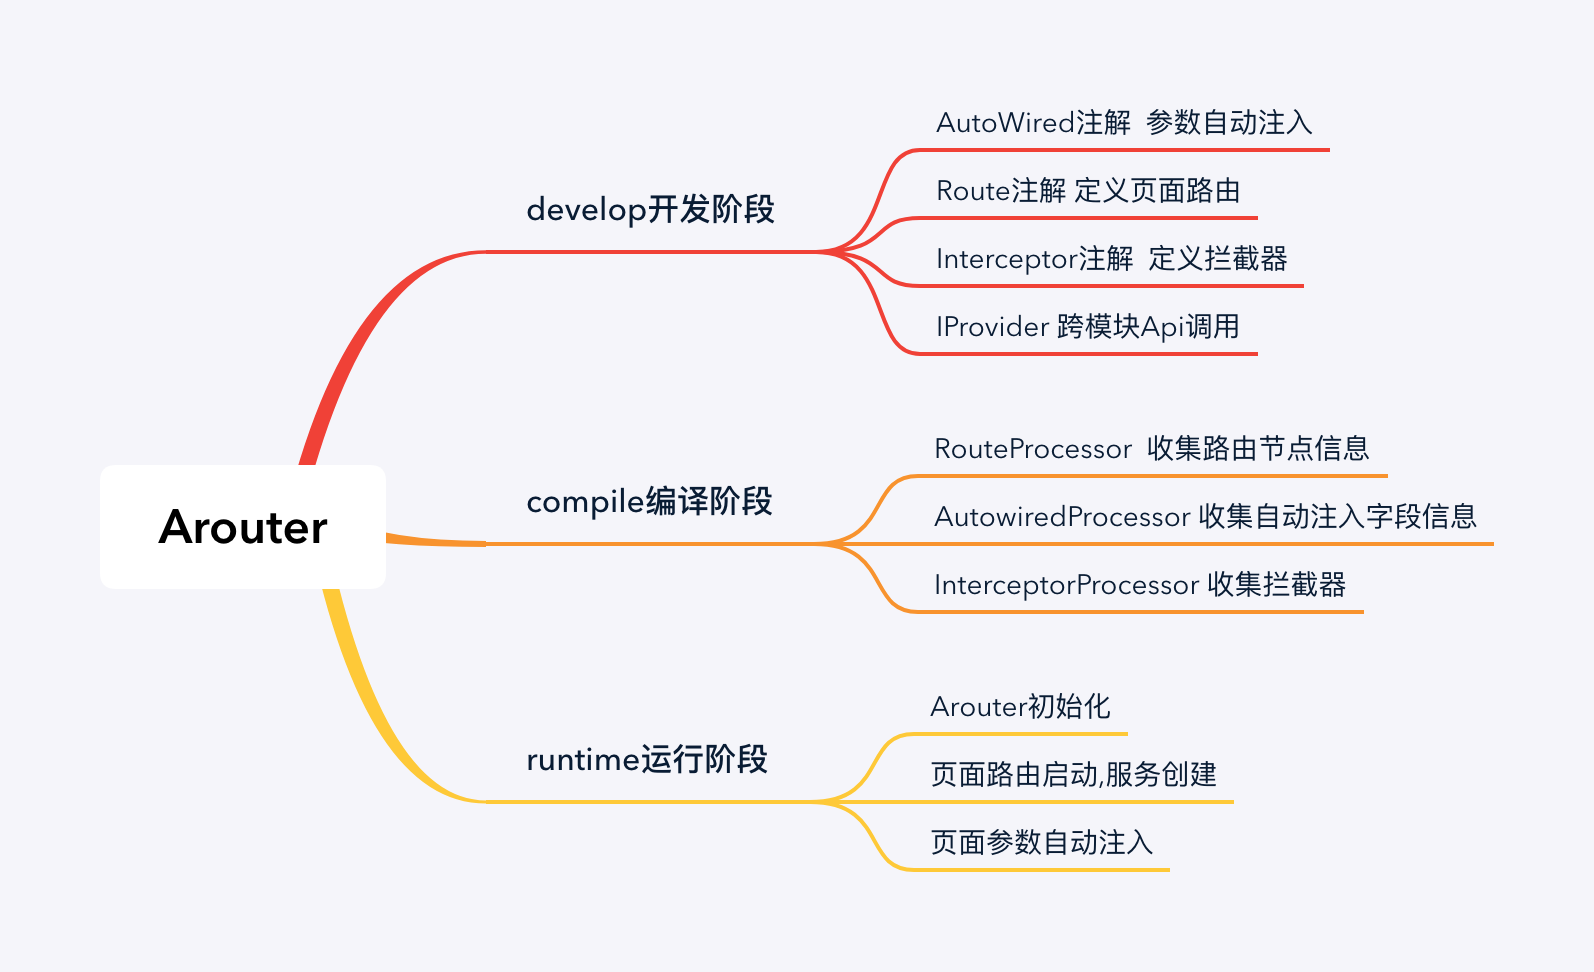 Arouter
develop开发阶段
AutoWired注解  参数自动注入
Route注解 定义页面路由
Interceptor注解  定义拦截器
IProvider 跨模块Api调用
compile编译阶段
RouteProcessor  收集路由节点信息
AutowiredProcessor 收集自动注入字段信息
InterceptorProcessor 收集拦截器
runtime运行阶段
Arouter初始化
页面路由启动,服务创建
页面参数自动注入